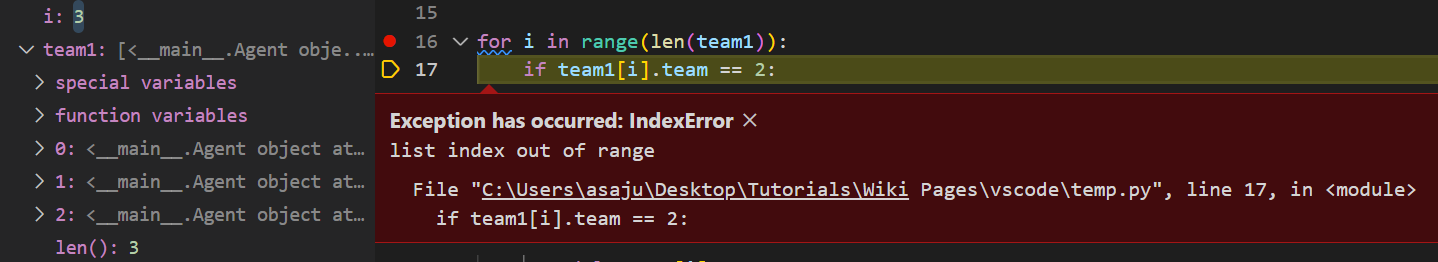 i: 3
team1: [<__main__.Agent obje...
special variables
function variables
0: <__main__.Agent object at...
1: <__main__.Agent object at...
2: <__main__.Agent object at...
len(): 3
15
16 for i in range(len(team1)):
17 if team1[i].team == 2:
Exception has occurred: IndexError ×
list index out of range
File "C:\Users\asaju\Desktop\Tutorials\Wiki Pages\vscode\temp.py", line 17, in <module>
if team1[i].team == 2: